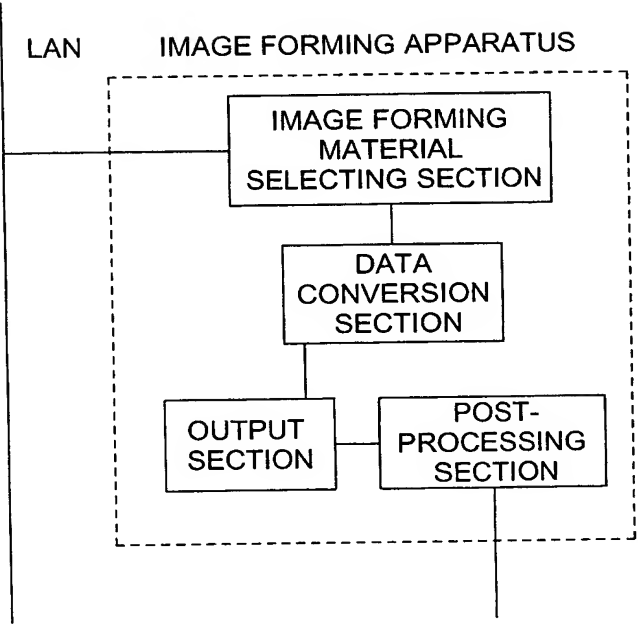 LAN
IMAGE FORMING APPARATUS
IMAGE FORMING
MATERIAL
SELECTING SECTION
DATA
CONVERSION
SECTION
OUTPUT
SECTION
POST-
PROCESSING
SECTION